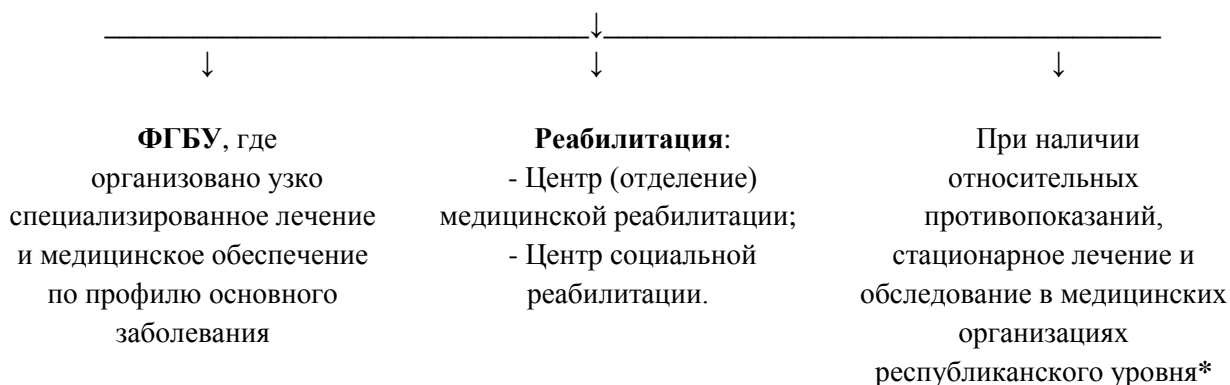 ФГБУ, где
организовано узко
специализированное лечение
и медицинское обеспечение
по профилю основного
заболевания
Реабилитация:
- Центр (отделение)
медицинской реабилитации;
- Центр социальной
реабилитации.
При наличии
относительных
противопоказаний,
стационарное лечение и
обследование в медицинских
организациях
республиканского уровня*